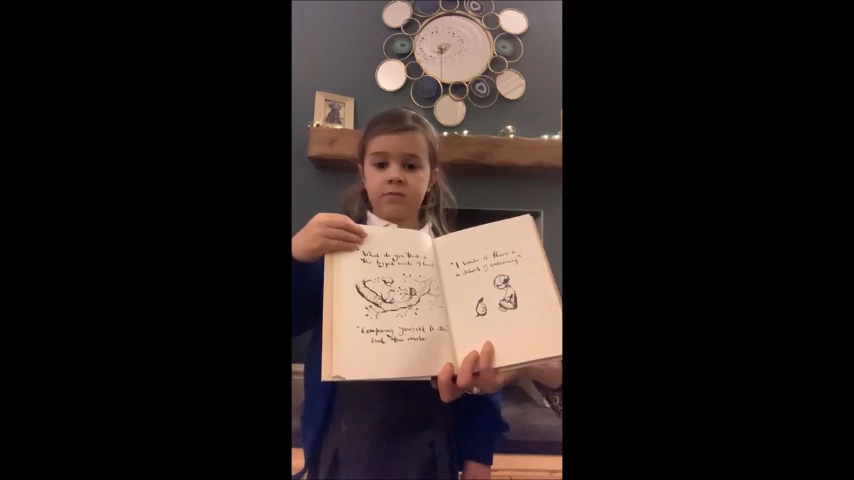 "What do you think is
the biggest waste of time?"
"Comparing yourself to others,"
said the mole.
"I wonder if there is
a school of unlearning."